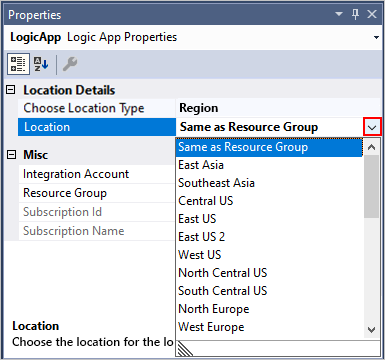 Properties
LogicApp Logic App Properties
Location Details
Choose Location Type Region
Location Same as Resource Group
Same as Resource Group
East Asia
Southeast Asia
Central US
East US
East US 2
West US
North Central US
South Central US
North Europe
West Europe
Misc
Integration Account
Resource Group
Subscription Id
Subscription Name
Location
Choose the location for the lo